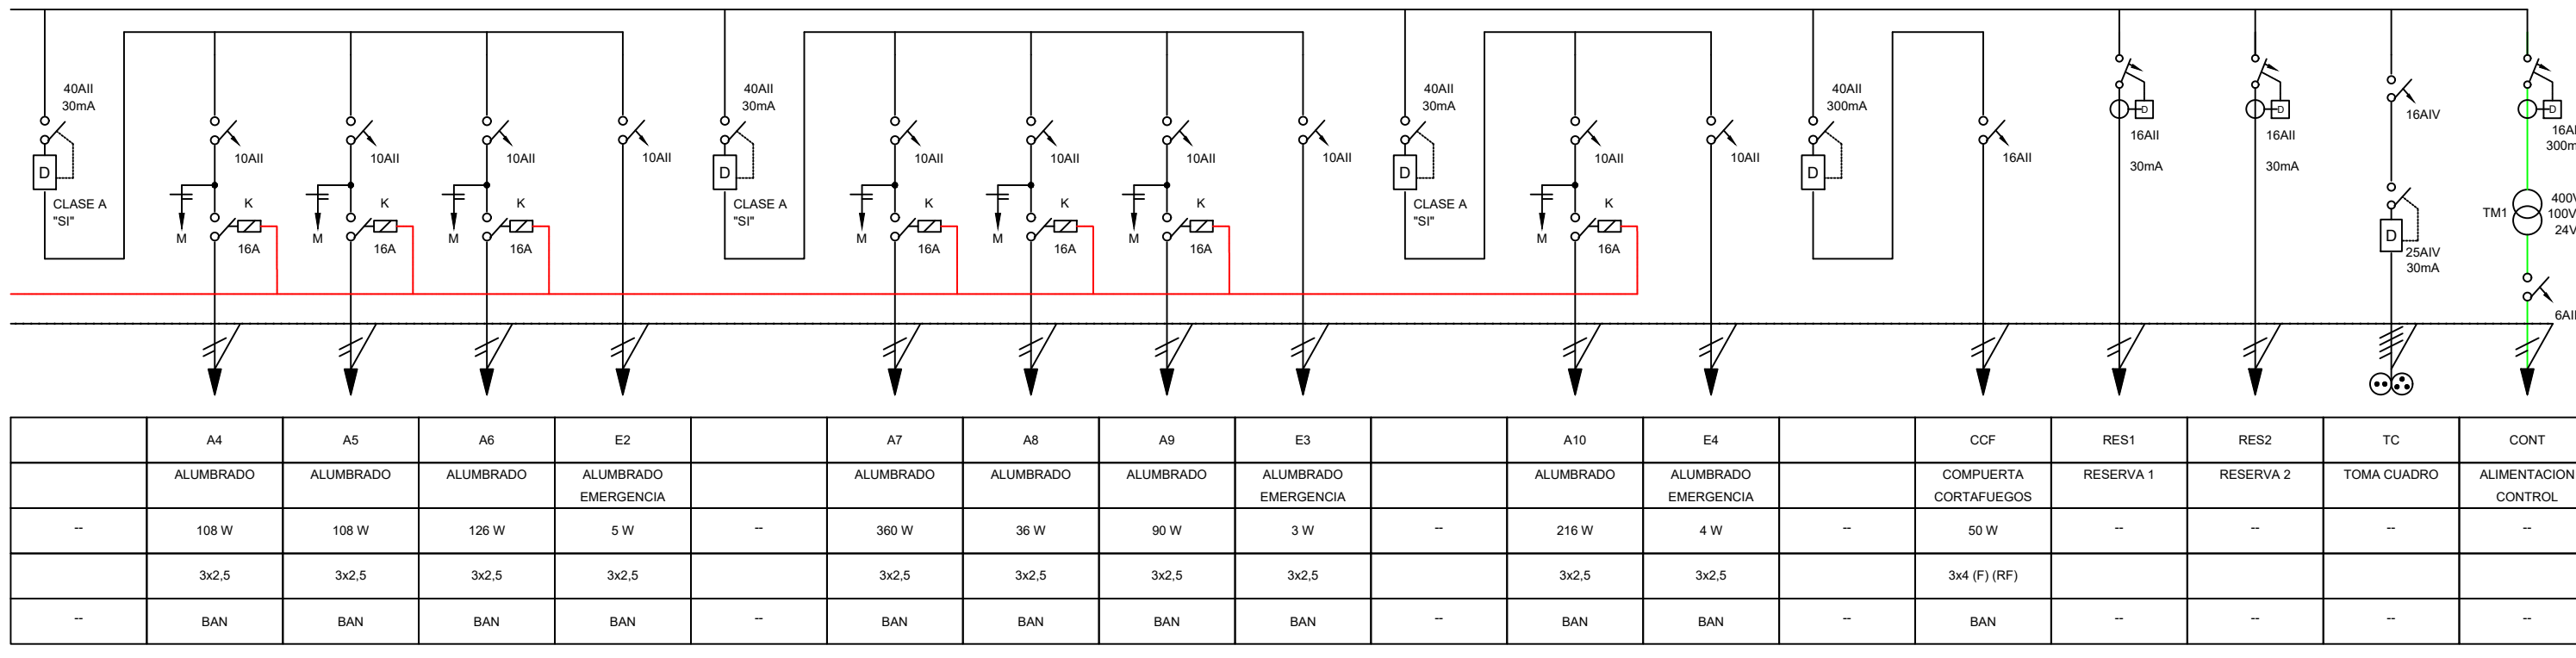 40AII
30mA
D
CLASE A
"SI"
10AII
M
K
16A
10AII
M
K
16A
10AII
M
K
16A
10AII
40AII
30mA
D
CLASE A
"SI"
10AII
M
K
16A
10AII
M
K
16A
10AII
M
K
16A
10AII
40AII
30mA
D
CLASE A
"SI"
10AII
M
K
16A
10AII
40AII
300mA
D
16AII
D
16AII
30mA
D
16AII
30mA
16AIV
D
25AIV
30mA
D
TM1
400V
100V
24V
A4 A5 A6 E2 A7 A8 A9 E3 A10 E4 CCF RES1 RES2 TC CONT
ALUMBRADO ALUMBRADO ALUMBRADO ALUMBRADO ALUMBRADO ALUMBRADO ALUMBRADO ALUMBRADO ALUMBRADO ALUMBRADO COMPUERTA RESERVA 1 RESERVA 2 TOMA CUADRO ALIMENTACION
EMERGENCIA EMERGENCIA EMERGENCIA CORTAFUEGOS CONTROL
-- 108 W 108 W 126 W 5 W -- 360 W 36 W 90 W 3 W -- 216 W 4 W -- 50 W -- -- -- --
3x2,5 3x2,5 3x2,5 3x2,5 3x2,5 3x2,5 3x2,5 3x2,5 3x2,5 3x2,5 3x4 (F) (RF)
-- BAN BAN BAN BAN -- BAN BAN BAN BAN -- BAN BAN -- BAN -- -- -- --